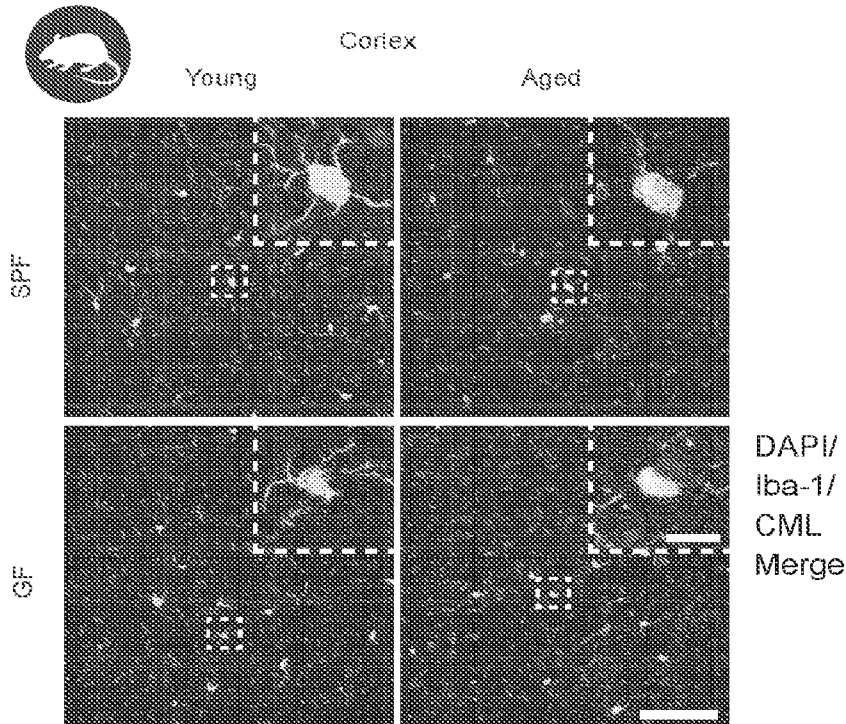 Cortex
Young
Aged
SPF
GF
DAPI/
Iba-1/
CML
Merge